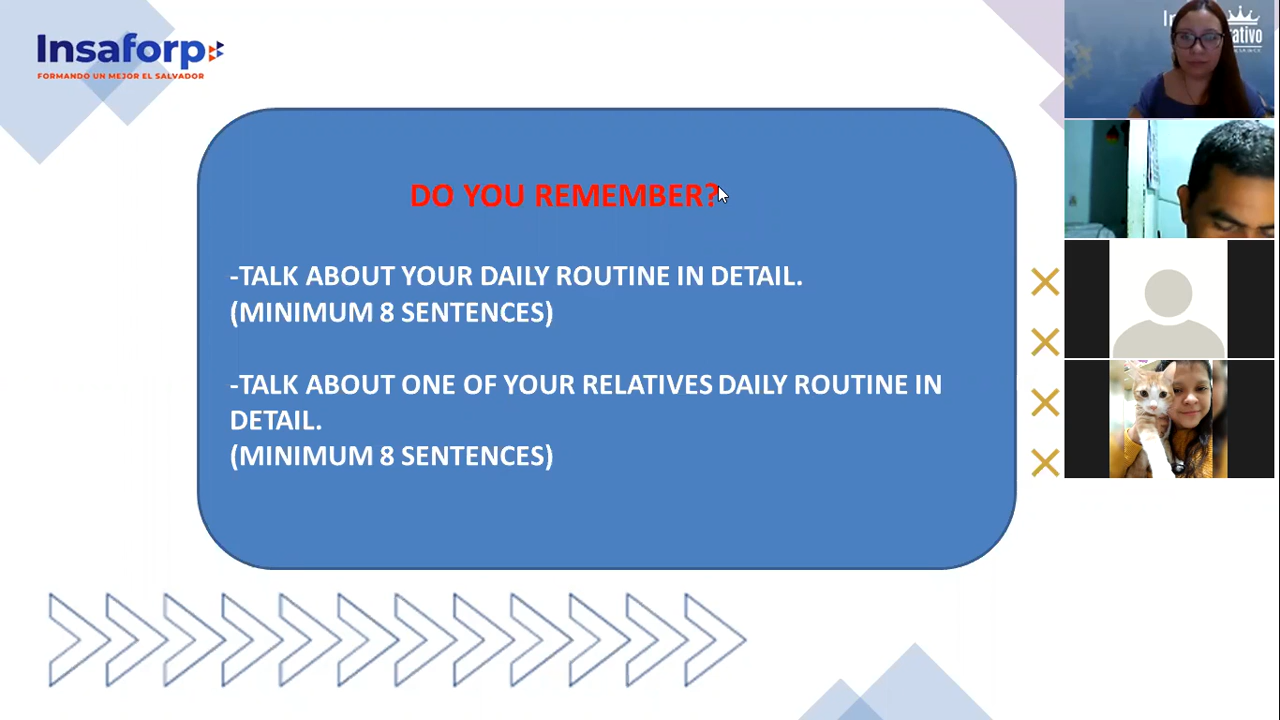 Insaforp
FORMANDO UN MEJOR EL SALVADOR
DO YOU REMEMBER?
-TALK ABOUT YOUR DAILY ROUTINE IN DETAIL.
(MINIMUM 8 SENTENCES)
-TALK ABOUT ONE OF YOUR RELATIVES DAILY ROUTINE IN
DETAIL.
(MINIMUM 8 SENTENCES)